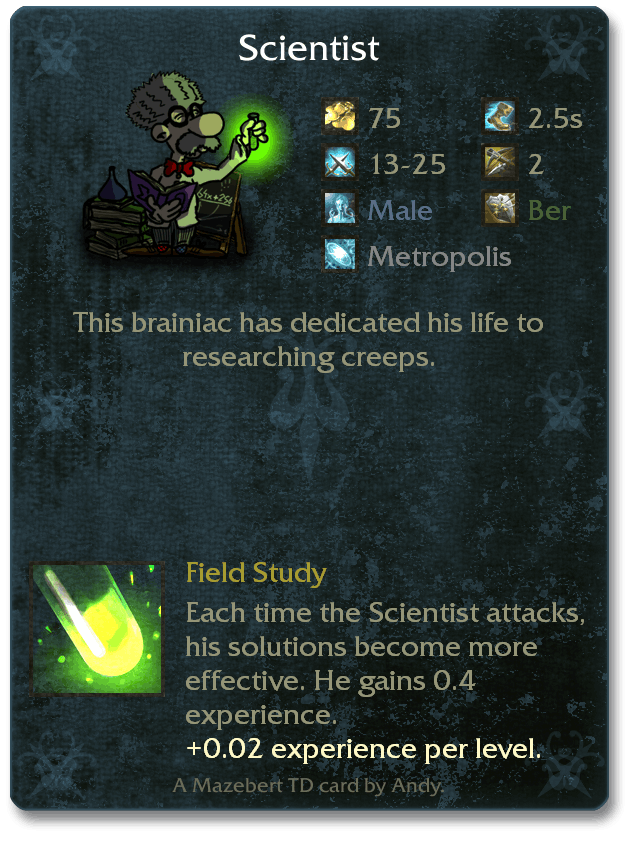 Scientist
75 2.5s
13-25 2
Male Ber
Metropolis
This brainiac has dedicated his life to
researching creeps.
Field Study
Each time the Scientist attacks,
his solutions become more
effective. He gains 0.4
experience.
+0.02 experience per level.
A Mazebert TD card by Andy.